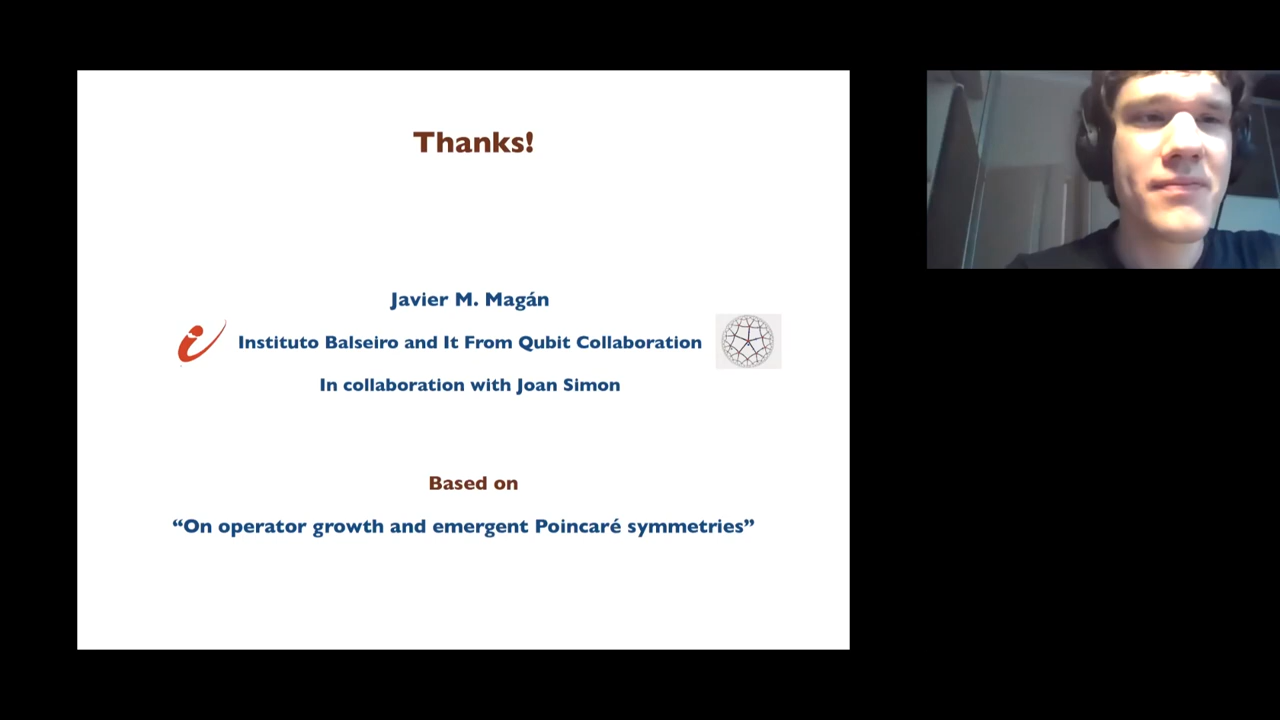 Thanks!
Javier M. Magán
Instituto Balseiro and It From Qubit Collaboration
In collaboration with Joan Simon
Based on
“On operator growth and emergent Poincaré symmetries”